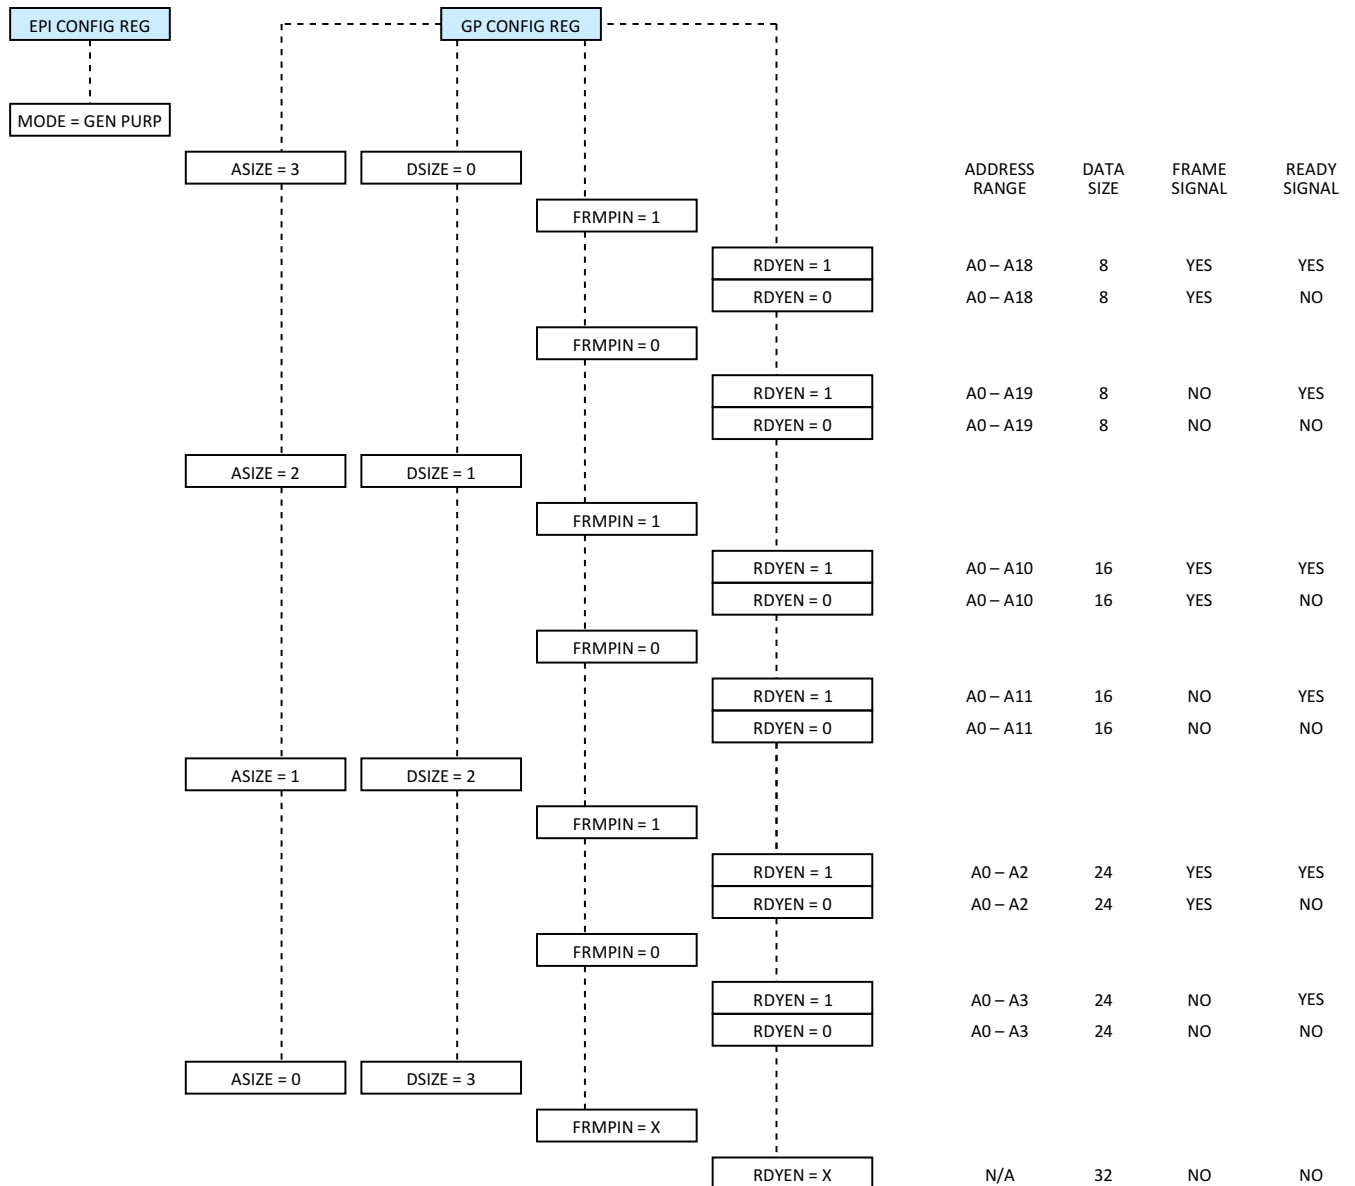 EPI CONFIG REG
GP CONFIG REG
MODE = GEN PURP
ASIZE = 3
DSIZE = 0
ADDRESS RANGE
DATA SIZE
FRAME SIGNAL
READY SIGNAL
FRMPIN = 1
RDYEN = 1 A0 – A18 8 YES YES
RDYEN = 0 A0 – A18 8 YES NO
FRMPIN = 0
RDYEN = 1 A0 – A19 8 NO YES
RDYEN = 0 A0 – A19 8 NO NO
ASIZE = 2
DSIZE = 1
FRMPIN = 1
RDYEN = 1 A0 – A10 16 YES YES
RDYEN = 0 A0 – A10 16 YES NO
FRMPIN = 0
RDYEN = 1 A0 – A11 16 NO YES
RDYEN = 0 A0 – A11 16 NO NO
ASIZE = 1
DSIZE = 2
FRMPIN = 1
RDYEN = 1 A0 – A2 24 YES YES
RDYEN = 0 A0 – A2 24 YES NO
FRMPIN = 0
RDYEN = 1 A0 – A3 24 NO YES
RDYEN = 0 A0 – A3 24 NO NO
ASIZE = 0
DSIZE = 3
FRMPIN = X
RDYEN = X N/A 32 NO NO